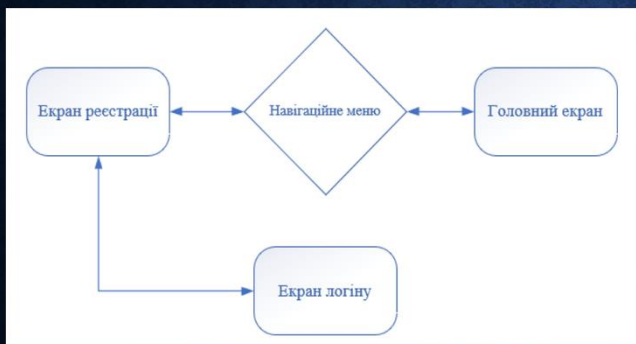 Екран реєстрації
Навігаційне меню
Головний екран
Екран логіну